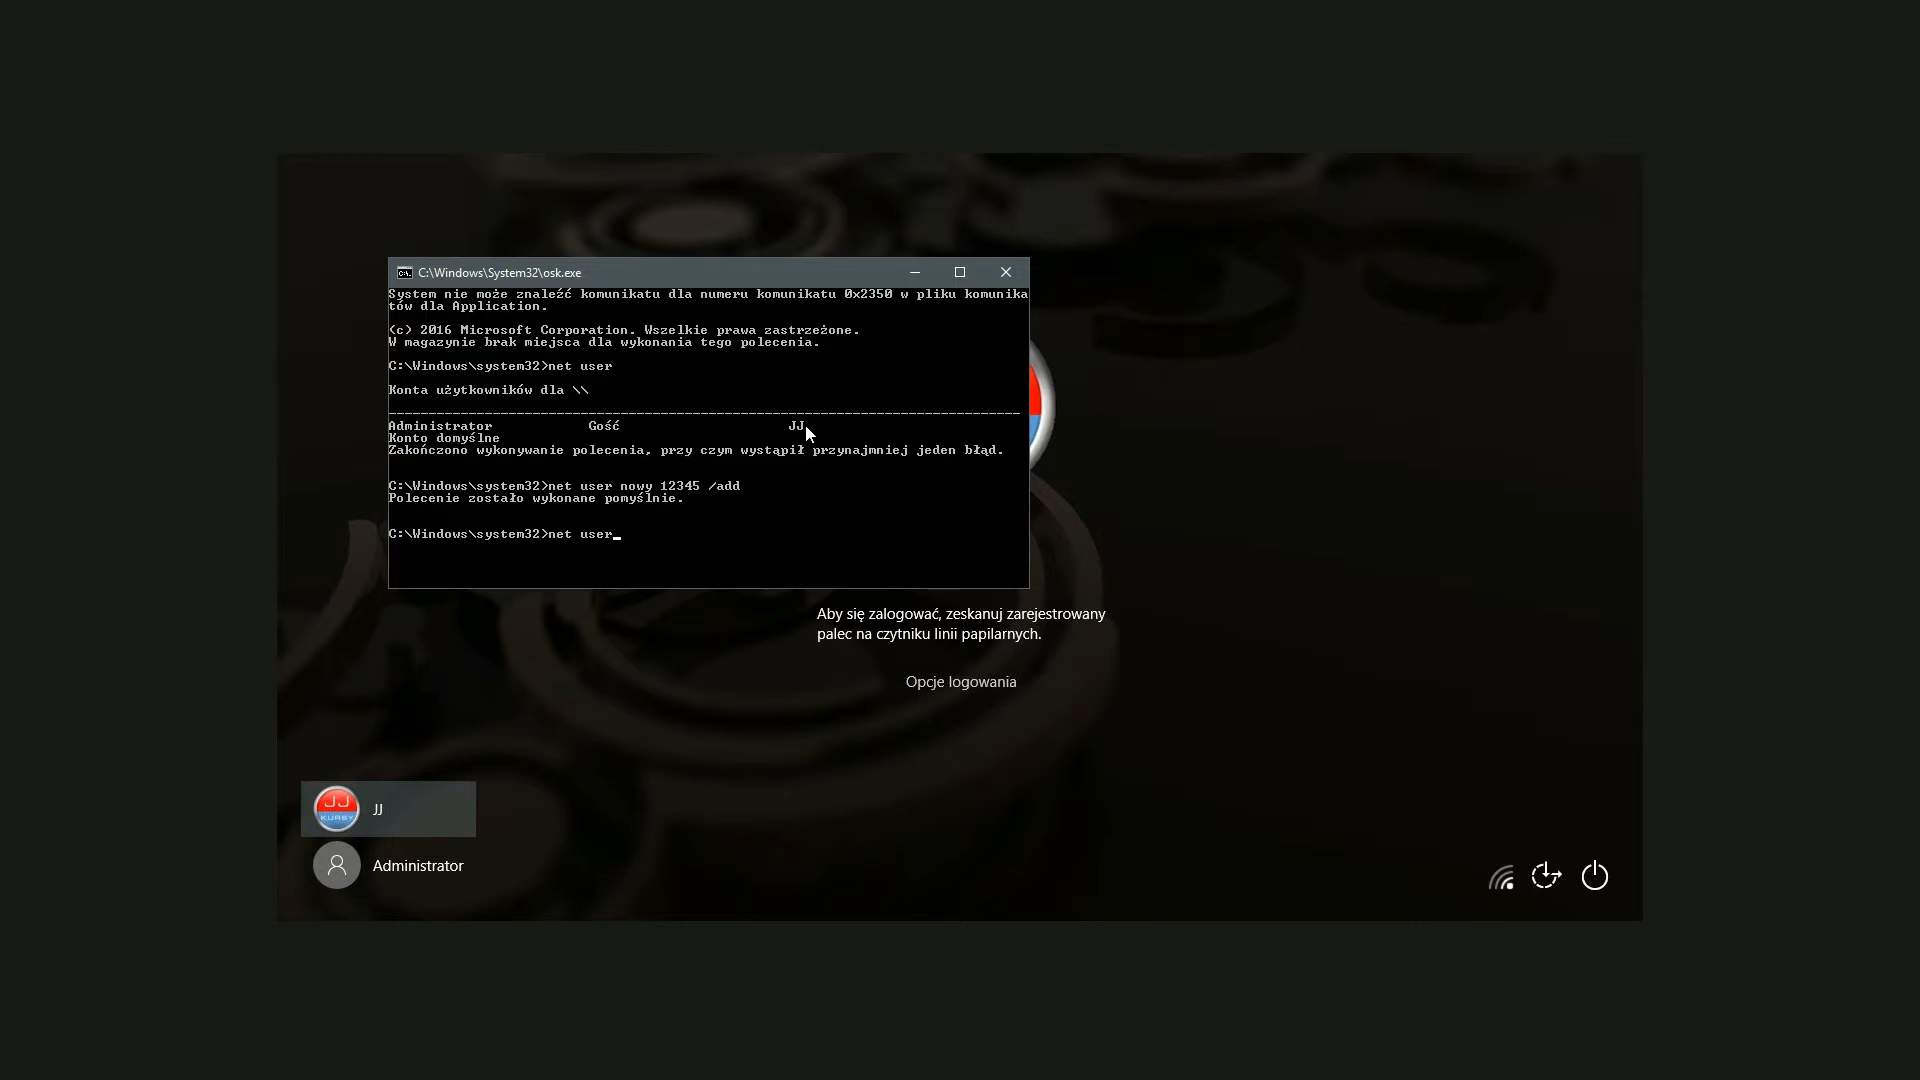 C:\Windows\System32\osk.exe
System nie może znaleźć komunikatu dla numeru komunikatu 0x2350 w pliku komunika
tów dla Application.
(c) 2016 Microsoft Corporation. Wszelkie prawa zastrzeżone.
W magazynie brak miejsca dla wykonania tego polecenia.
C:\Windows\system32>net user
Konta użytkowników dla \\
-------------------------------------------------------------------------------
Administrator Gość JJ
Konto domyślne
Zakończono wykonywanie polecenia, przy czym wystąpił przynajmniej jeden błąd.
C:\Windows\system32>net user nowy 12345 /add
Polecenie zostało wykonane pomyślnie.
C:\Windows\system32>net user_
Aby się zalogować, zeskanuj zarejestrowany
palec na czytniku linii papilarnych.
Opcje logowania
JJ
KURSY
JJ
Administrator